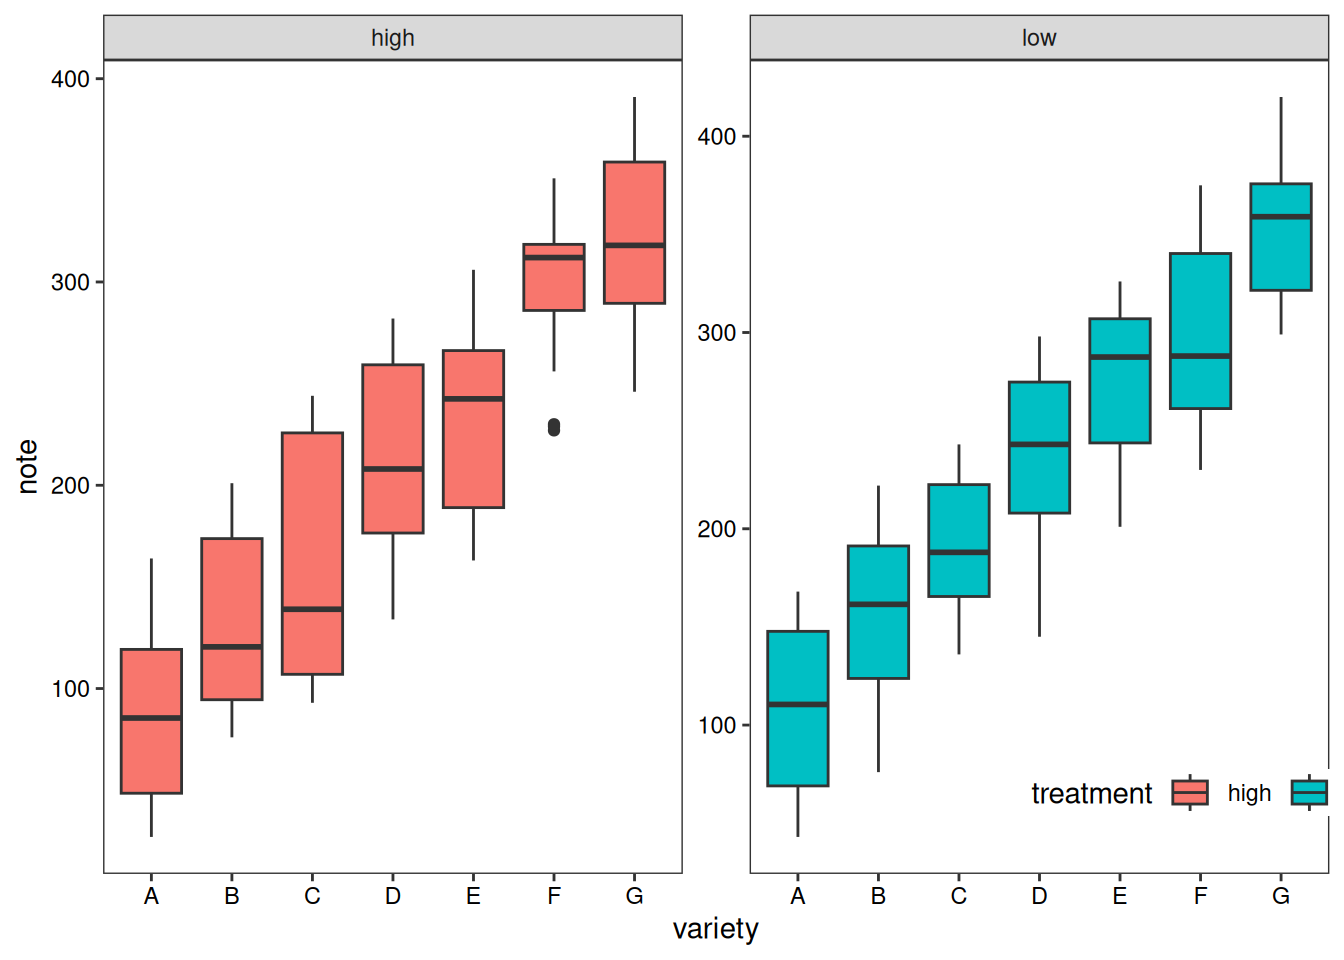 high
low
400
300
200
100
400
300
200
100
note
treatment high
A B C D E F G
A B C D E F G
variety